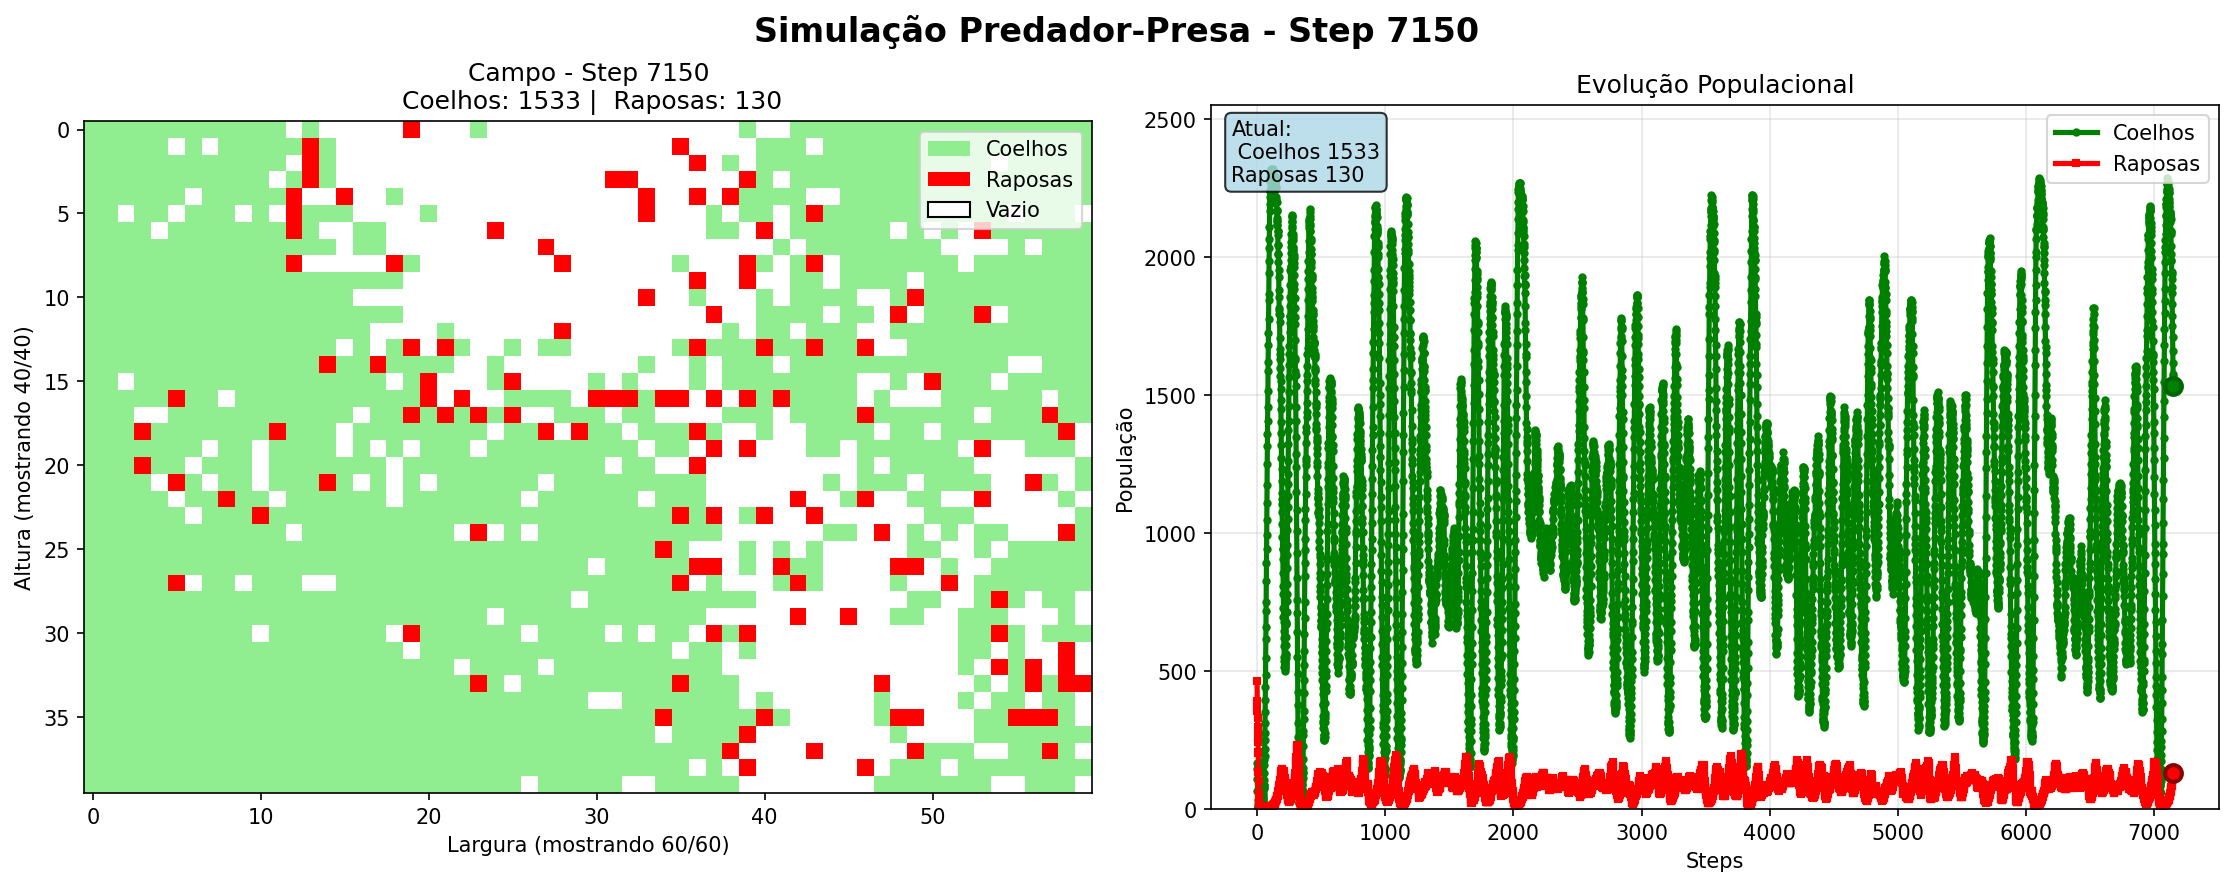 Simulação Predador-Presa - Step 7150
Campo - Step 7150
Coelhos: 1533 |  Raposas: 130
0
5
10
15
20
25
30
35
Altura (mostrando 40/40)
0
10
20
30
40
50
Largura (mostrando 60/60)
Coelhos
Raposas
Vazio
Evolução Populacional
Atual:
Coelhos 1533
Raposas 130
Coelhos
Raposas
2500
2000
1500
1000
500
0
População
0
1000
2000
3000
4000
5000
6000
7000
Steps